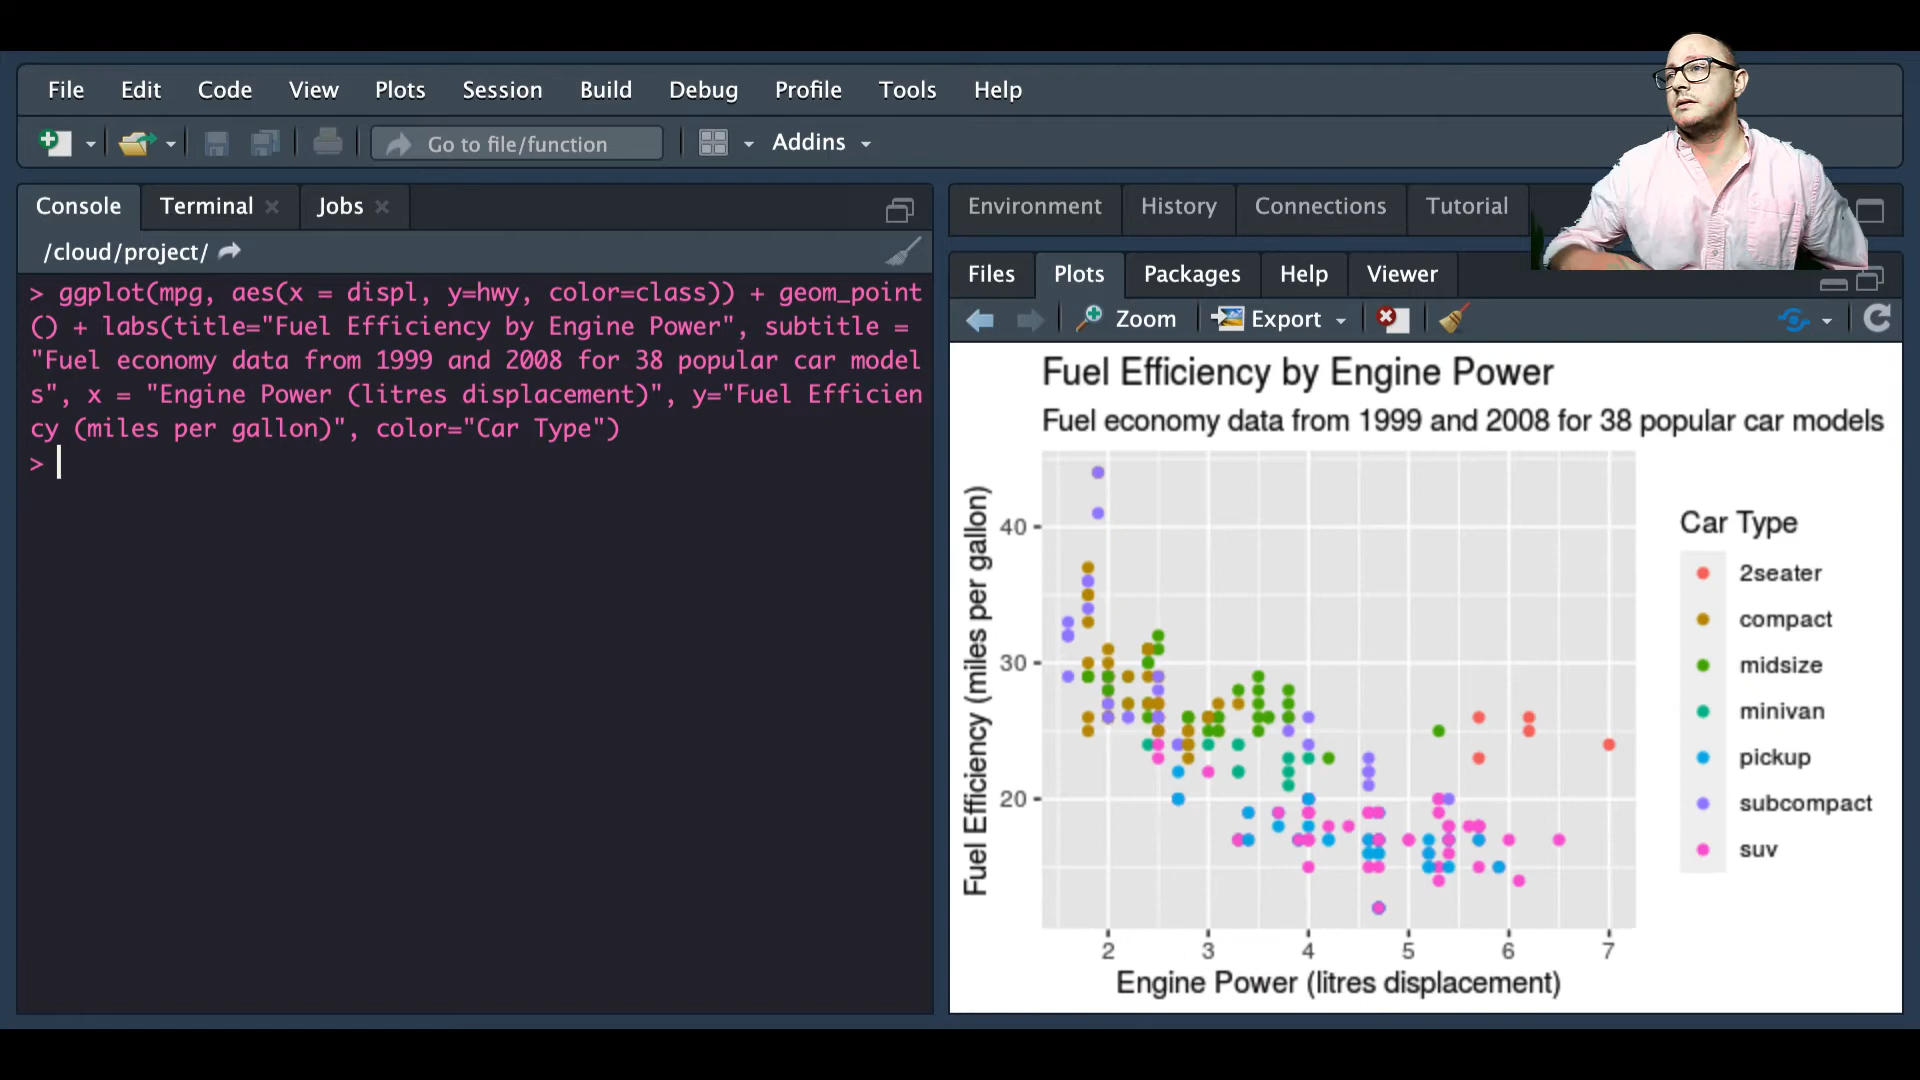 File Edit Code View Plots Session Build Debug Profile Tools Help
Go to file/function Addins
Console Terminal Jobs
/cloud/project/
> ggplot(mpg, aes(x = displ, y=hwy, color=class)) + geom_point
() + labs(title="Fuel Efficiency by Engine Power", subtitle =
"Fuel economy data from 1999 and 2008 for 38 popular car model
s", x = "Engine Power (litres displacement)", y="Fuel Efficien
cy (miles per gallon)", color="Car Type")
>
Environment History Connections Tutorial
Files Plots Packages Help Viewer
Zoom Export
Fuel Efficiency by Engine Power
Fuel economy data from 1999 and 2008 for 38 popular car models
Fuel Efficiency (miles per gallon)
40
30
20
2 3 4 5 6 7
Engine Power (litres displacement)
Car Type
2seater
compact
midsize
minivan
pickup
subcompact
suv